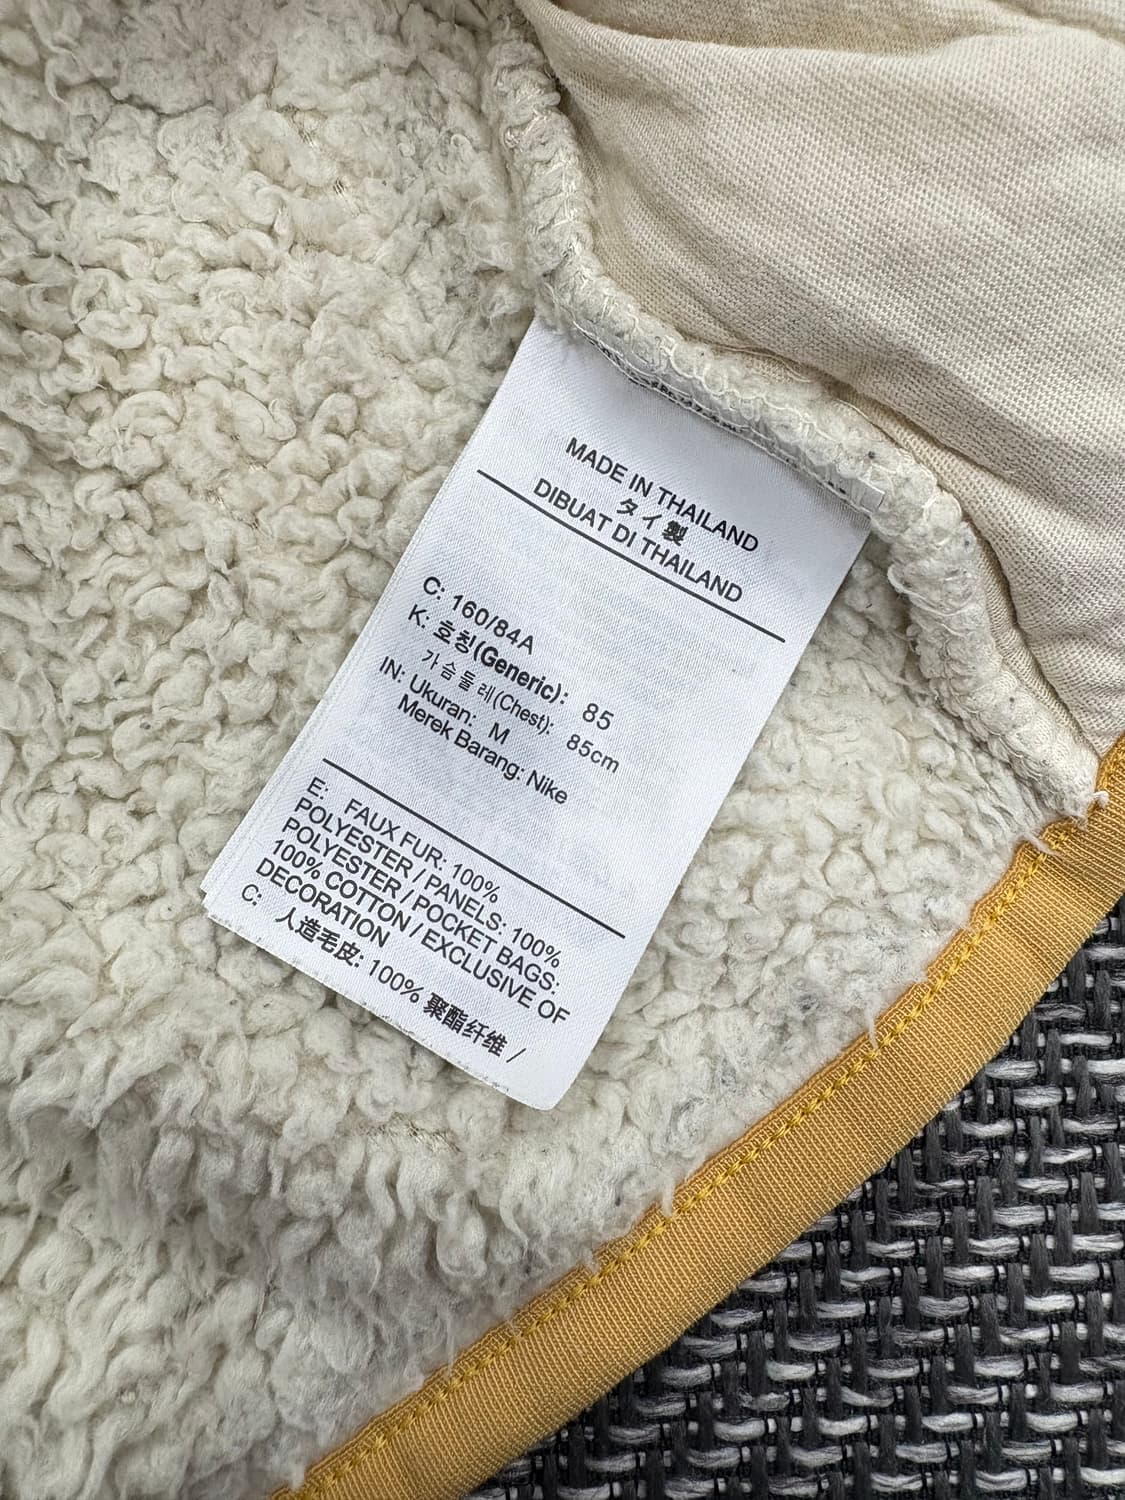 MADE IN THAILAND
タイ製
DIBUAT DI THAILAND
C: 160/84A
K: 호칭(Generic): 85
가슴둘레(Chest): 85cm
IN: Ukuran: M
Merek Barang: Nike
E: FAUX FUR: 100%
POLYESTER / PANELS: 100%
POLYESTER / POCKET BAGS:
100% COTTON / EXCLUSIVE OF
DECORATION
C: 人造毛皮: 100% 聚酯纤维 /